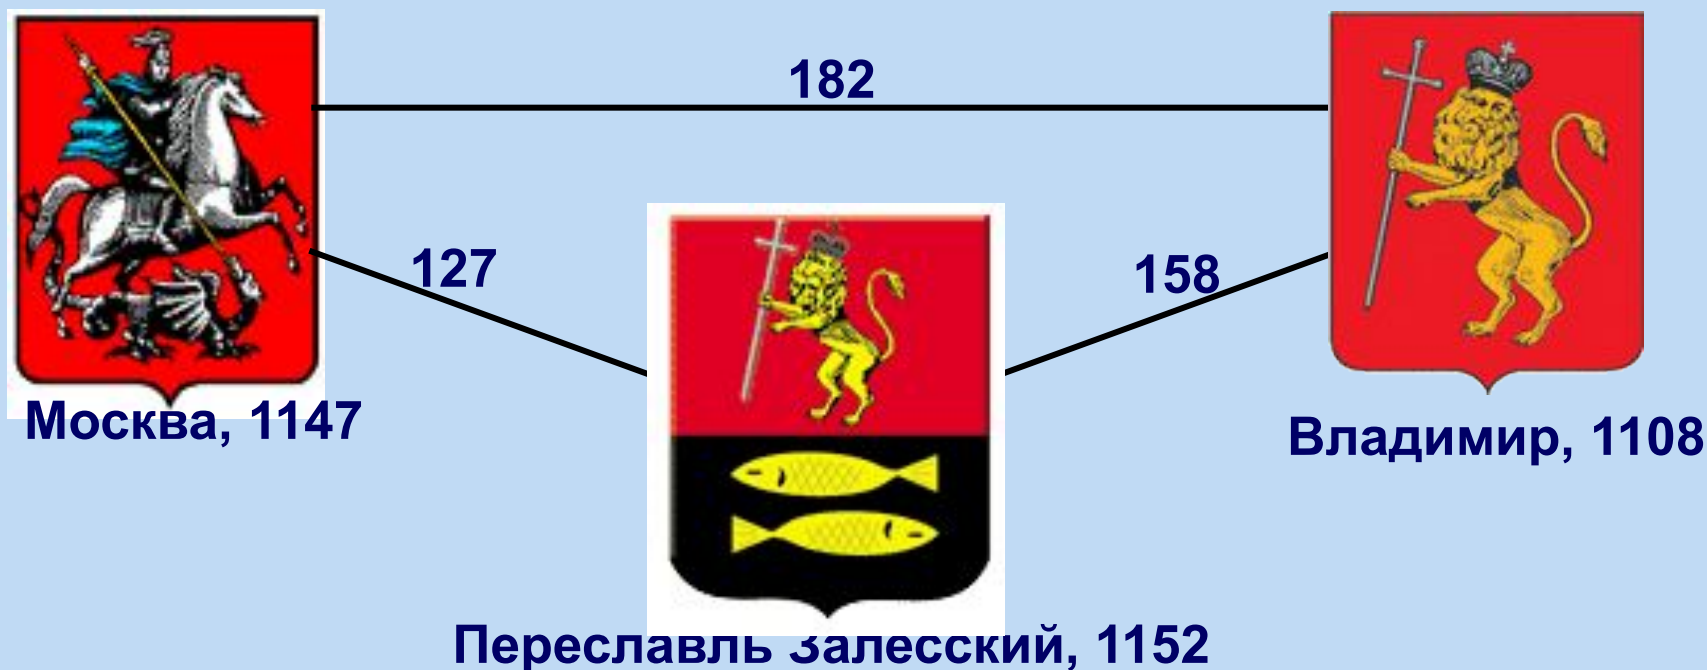 182
127
158
Москва, 1147
Владимир, 1108
Переславль Залесский, 1152